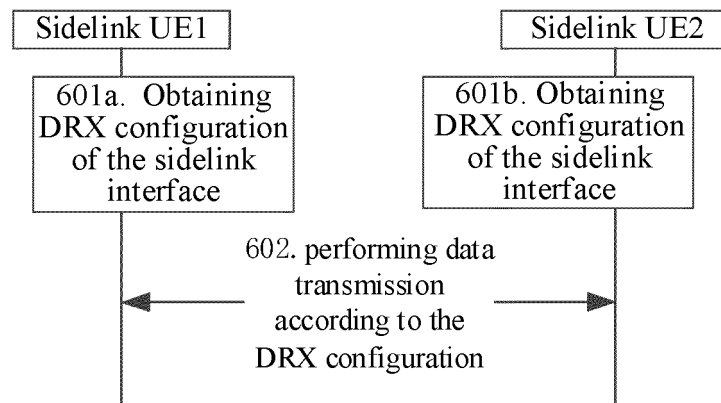 Sidelink UE1
Sidelink UE2
601a. Obtaining
DRX configuration
of the sidelink
interface
601b. Obtaining
DRX configuration
of the sidelink
interface
602. performing data
transmission
according to the
DRX configuration